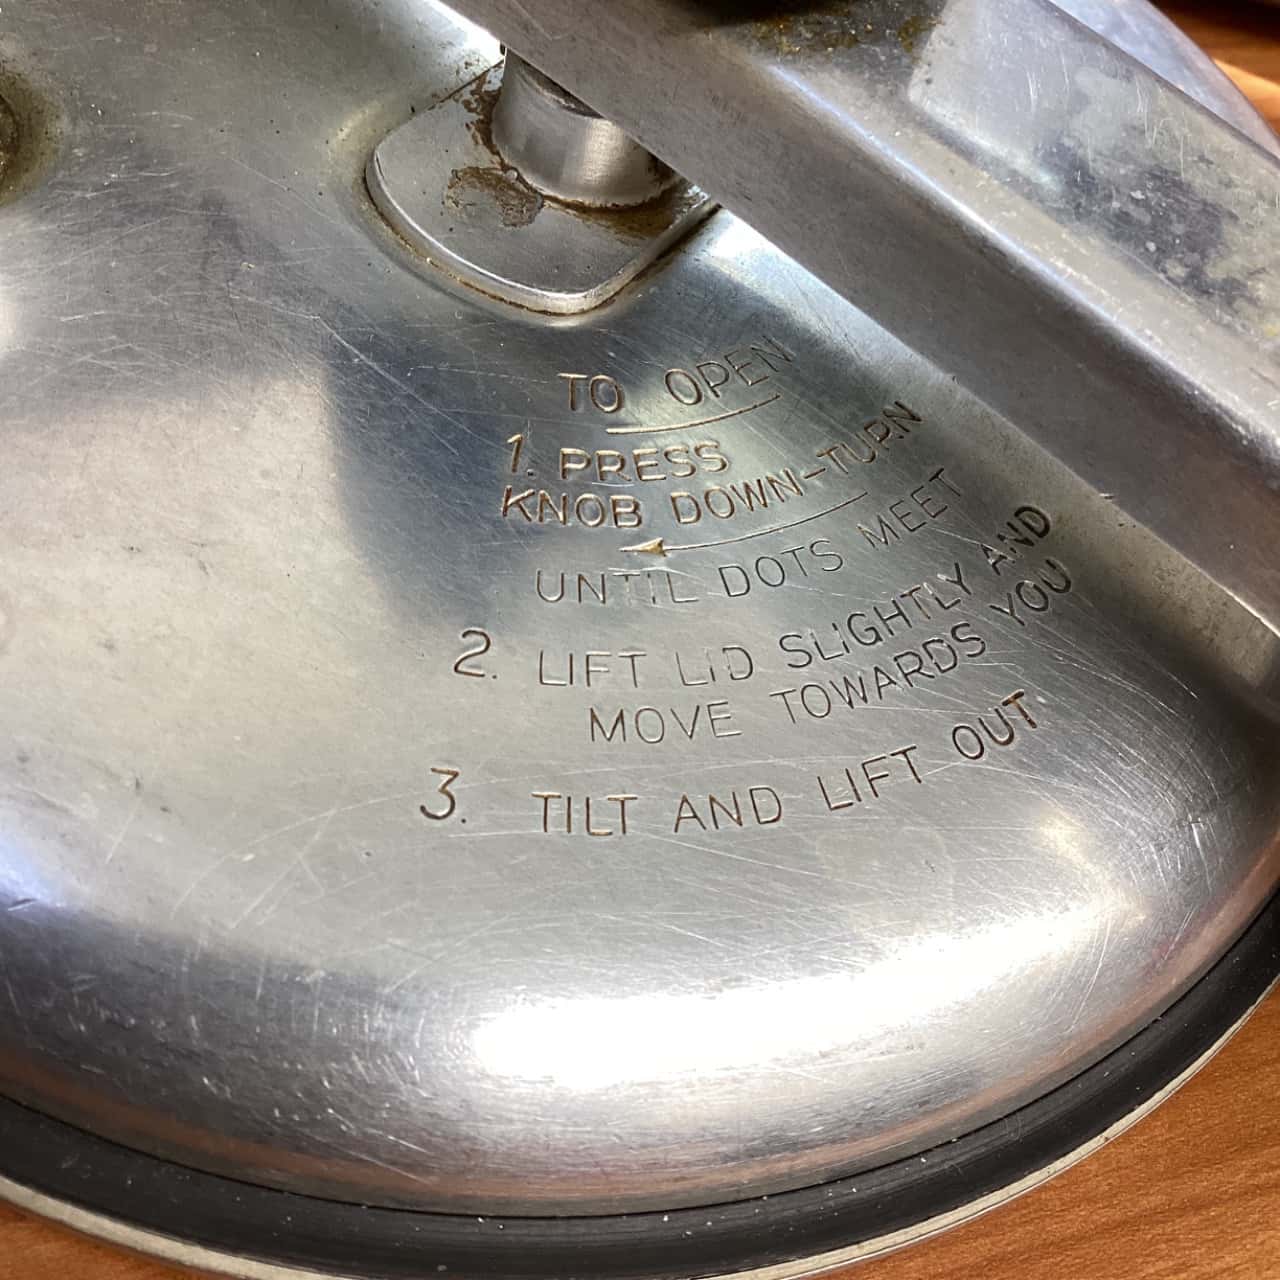 TO OPEN
1. PRESS
KNOB DOWN-TURN
UNTIL DOTS MEET
2. LIFT LID SLIGHTLY AND
MOVE TOWARDS YOU
3. TILT AND LIFT OUT